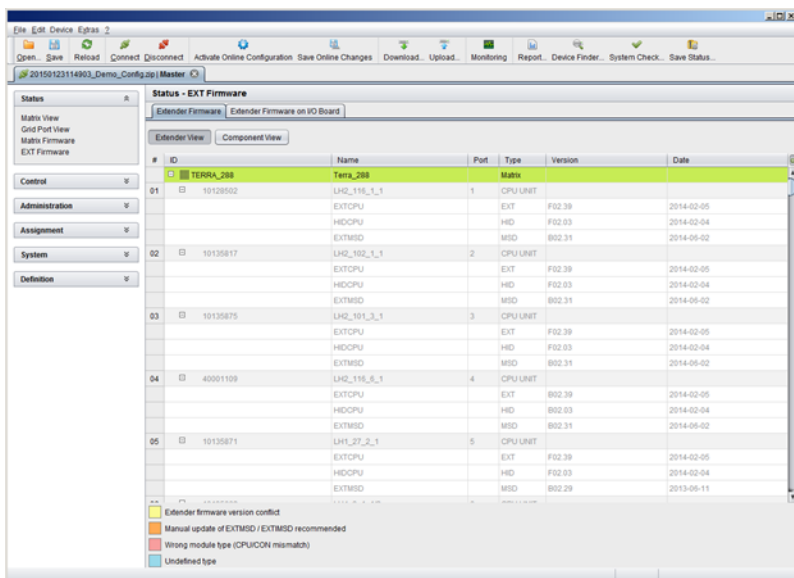 File Edit Device Extras ?
Open... Save Reload Connect Disconnect Activate Online Configuration Save Online Changes Download... Upload... Monitoring Report... Device Finder... System Check... Save Status...
20150123114903_Demo_Config.zip | Master
Status
Matrix View
Grid Port View
Matrix Firmware
EXT Firmware
Control
Administration
Assignment
System
Definition
Status - EXT Firmware
Extender Firmware Extender Firmware on I/O Board
Extender View Component View
# ID Name Port Type Version Date
TERRA_288 Terra_288 Matrix
01 10128502 LH2_116_1_1 1 CPU UNIT
EXTCPU EXT F02.39 2014-02-05
HIDCPU HID F02.03 2014-02-04
EXTMSD MSD B02.31 2014-06-02
02 10135817 LH2_102_1_1 2 CPU UNIT
EXTCPU EXT F02.39 2014-02-05
HIDCPU HID F02.03 2014-02-04
EXTMSD MSD B02.31 2014-06-02
03 10135875 LH2_101_3_1 3 CPU UNIT
EXTCPU EXT F02.39 2014-02-05
HIDCPU HID F02.03 2014-02-04
EXTMSD MSD B02.31 2014-06-02
04 40001109 LH2_116_6_1 4 CPU UNIT
EXTCPU EXT B02.39 2014-02-05
HIDCPU HID B02.03 2014-02-04
EXTMSD MSD B02.31 2014-06-02
05 10135871 LH1_27_2_1 5 CPU UNIT
EXTCPU EXT F02.39 2014-02-05
HIDCPU HID F02.03 2014-02-04
EXTMSD MSD B02.29 2013-06-11
Extender firmware version conflict
Manual update of EXTMSD / EXTIMSD recommended
Wrong module type (CPU/CON mismatch)
Undefined type